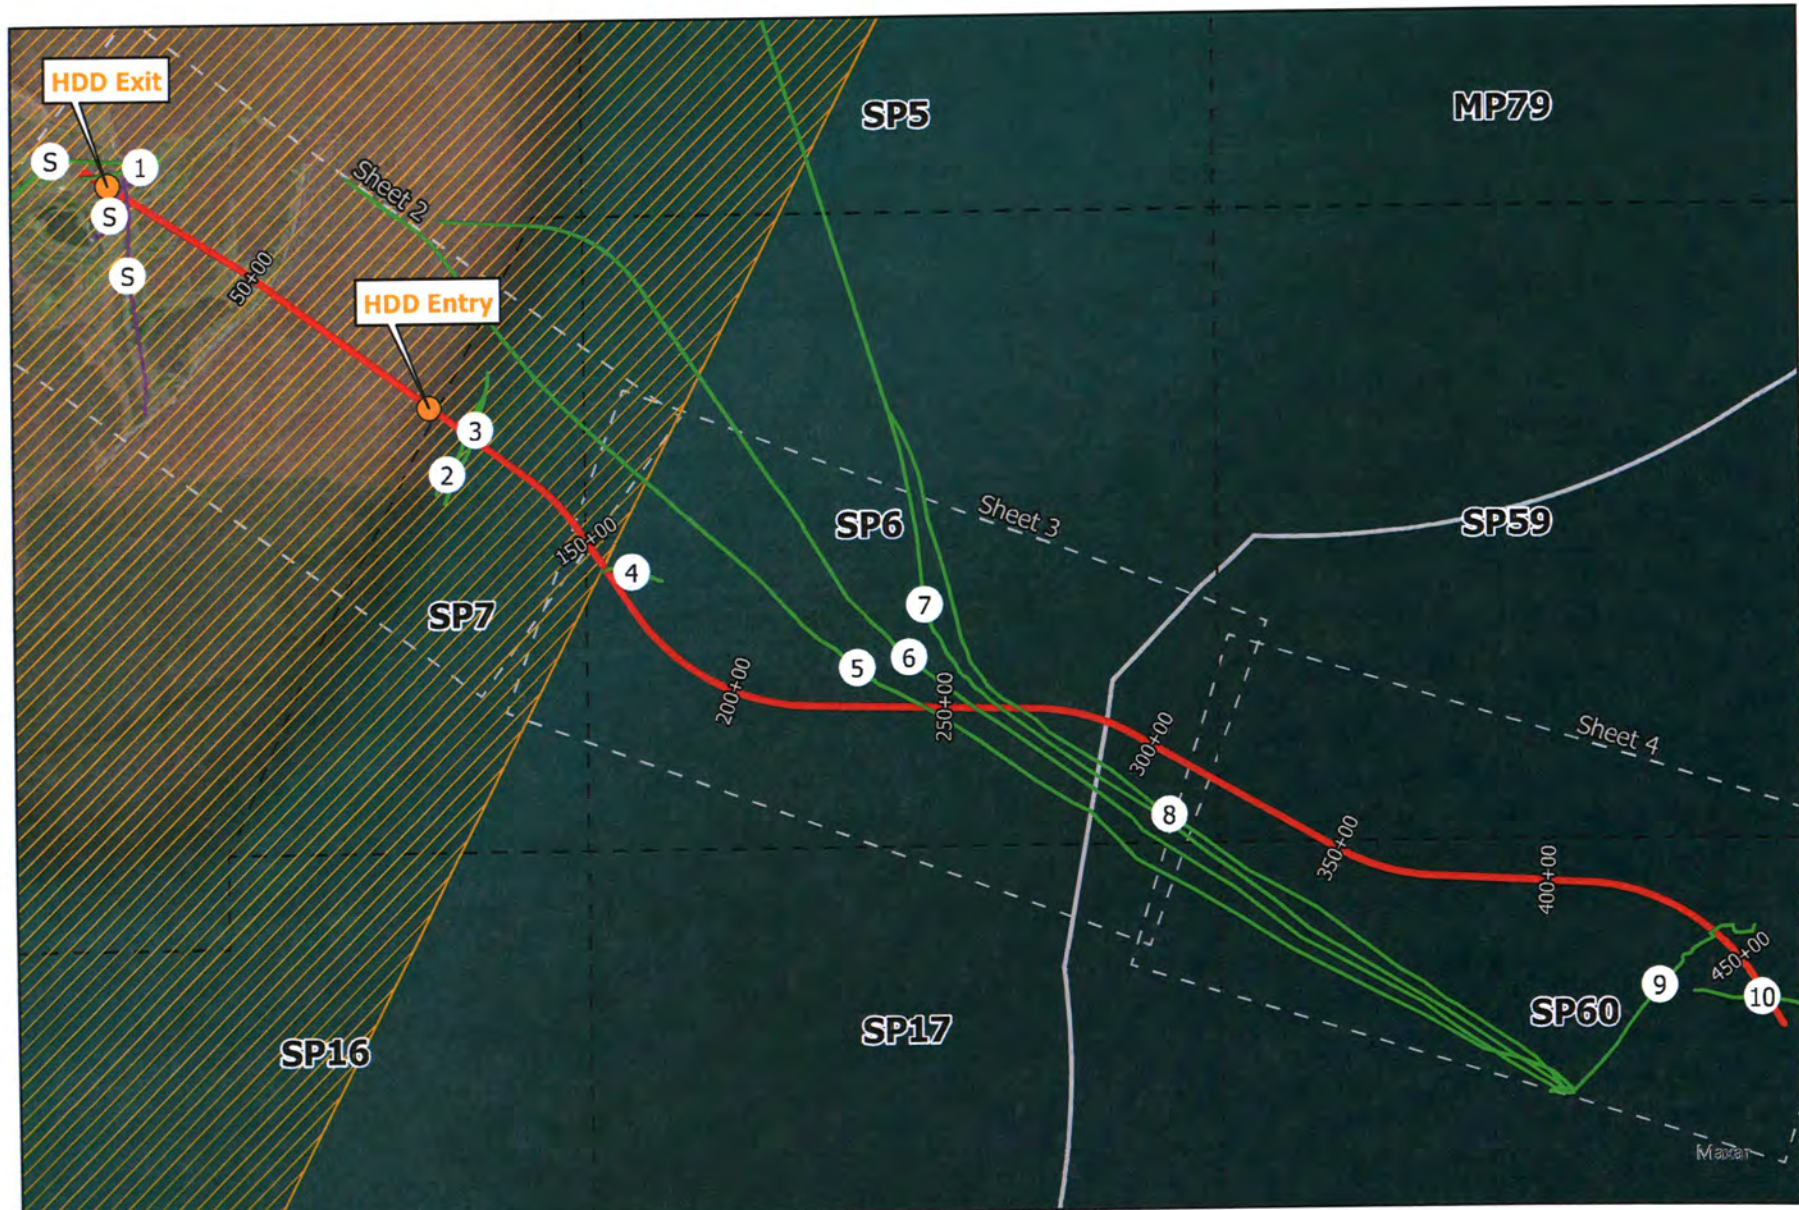 HDD Exit
SP5
MP79
S
1
Sheet 2
S
S
50+00
HDD Entry
3
2
Sheet 3
SP6
SP59
150+00
4
7
SP7
6
5
200+00
250+00
300+00
Sheet 4
8
350+00
400+00
450+00
9
10
SP60
SP17
SP16
Maxar